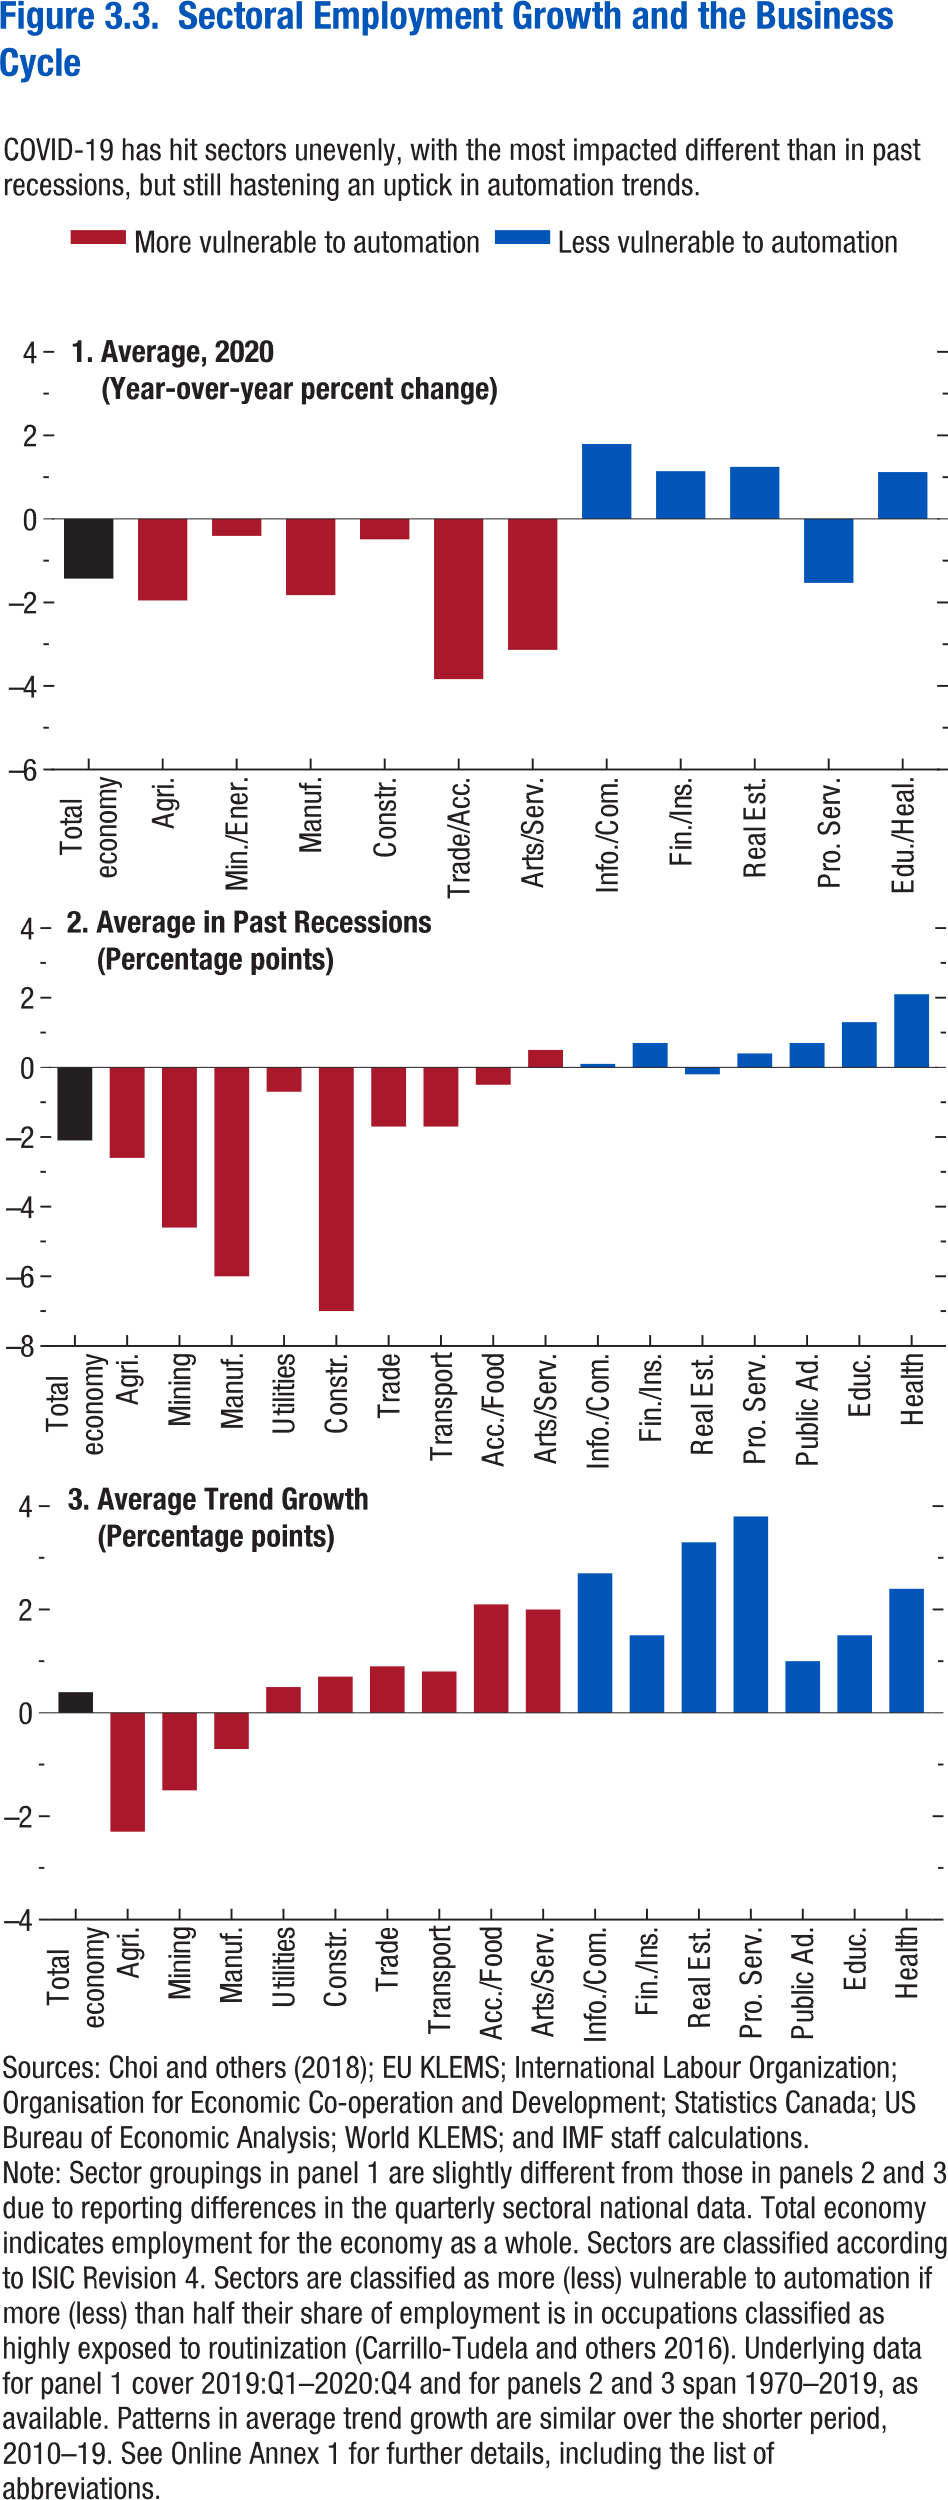 Figure 3.3. Sectoral Employment Growth and the Business
Cycle
COVID-19 has hit sectors unevenly, with the most impacted different than in past
recessions, but still hastening an uptick in automation trends.
More vulnerable to automation
Less vulnerable to automation
1. Average, 2020
(Year-over-year percent change)
4
2
0
–2
–4
–6
Total
economy
Agri.
Min./Ener.
Manuf.
Constr.
Trade/Acc.
Arts/Serv.
Info./Com.
Fin./Ins.
Real Est.
Pro. Serv.
Edu./Heal.
2. Average in Past Recessions
(Percentage points)
4
2
0
–2
–4
–6
–8
Total
economy
Agri.
Mining
Manuf.
Utilities
Constr.
Trade
Transport
Acc./Food
Arts/Serv.
Info./Com.
Fin./Ins.
Real Est.
Pro. Serv.
Public Ad.
Educ.
Health
3. Average Trend Growth
(Percentage points)
4
2
0
–2
–4
Total
economy
Agri.
Mining
Manuf.
Utilities
Constr.
Trade
Transport
Acc./Food
Arts/Serv.
Info./Com.
Fin./Ins.
Real Est.
Pro. Serv.
Public Ad.
Educ.
Health
Sources: Choi and others (2018); EU KLEMS; International Labour Organization;
Organisation for Economic Co-operation and Development; Statistics Canada; US
Bureau of Economic Analysis; World KLEMS; and IMF staff calculations.
Note: Sector groupings in panel 1 are slightly different from those in panels 2 and 3
due to reporting differences in the quarterly sectoral national data. Total economy
indicates employment for the economy as a whole. Sectors are classified according
to ISIC Revision 4. Sectors are classified as more (less) vulnerable to automation if
more (less) than half their share of employment is in occupations classified as
highly exposed to routinization (Carrillo-Tudela and others 2016). Underlying data
for panel 1 cover 2019:Q1–2020:Q4 and for panels 2 and 3 span 1970–2019, as
available. Patterns in average trend growth are similar over the shorter period,
2010–19. See Online Annex 1 for further details, including the list of
abbreviations.